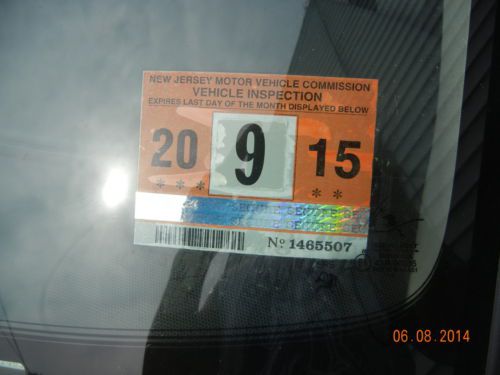 NEW JERSEY MOTOR VEHICLE COMMISSION
VEHICLE INSPECTION
EXPIRES LAST DAY OF THE MONTH DISPLAYED BELOW
20 9 15
* * * * *
Nº 1465507
06.08.2014